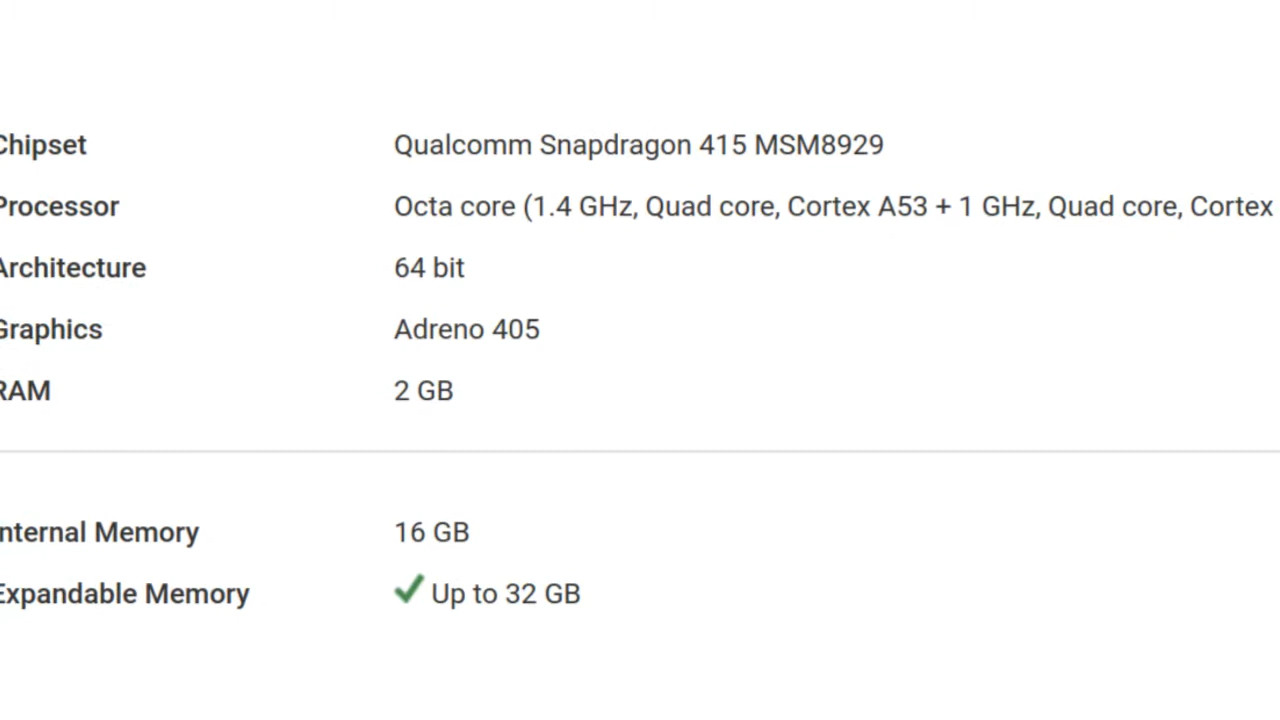 Chipset Qualcomm Snapdragon 415 MSM8929
Processor Octa core (1.4 GHz, Quad core, Cortex A53 + 1 GHz, Quad core, Cortex
Architecture 64 bit
Graphics Adreno 405
RAM 2 GB
Internal Memory 16 GB
Expandable Memory ✔ Up to 32 GB